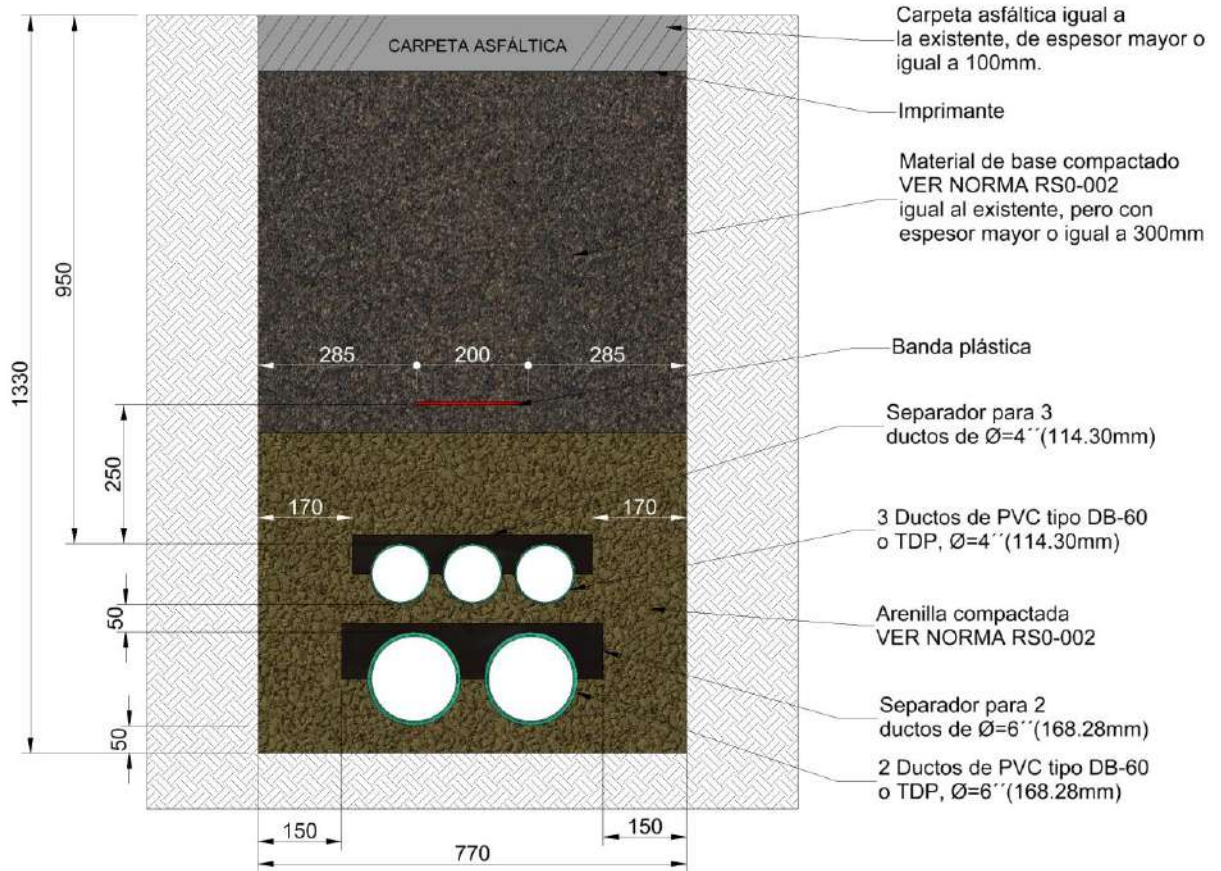 CARPETA ASFÁLTICA
Carpeta asfáltica igual a
la existente, de espesor mayor o
igual a 100mm.
Imprimante
Material de base compactado
VER NORMA RS0-002
igual al existente, pero con
espesor mayor o igual a 300mm
950
1330
285
200
285
Banda plástica
Separador para 3
ductos de Ø=4´´(114.30mm)
250
170
170
3 Ductos de PVC tipo DB-60
o TDP, Ø=4´´(114.30mm)
50
Arenilla compactada
VER NORMA RS0-002
Separador para 2
ductos de Ø=6´´(168.28mm)
50
2 Ductos de PVC tipo DB-60
o TDP, Ø=6´´(168.28mm)
150
150
770